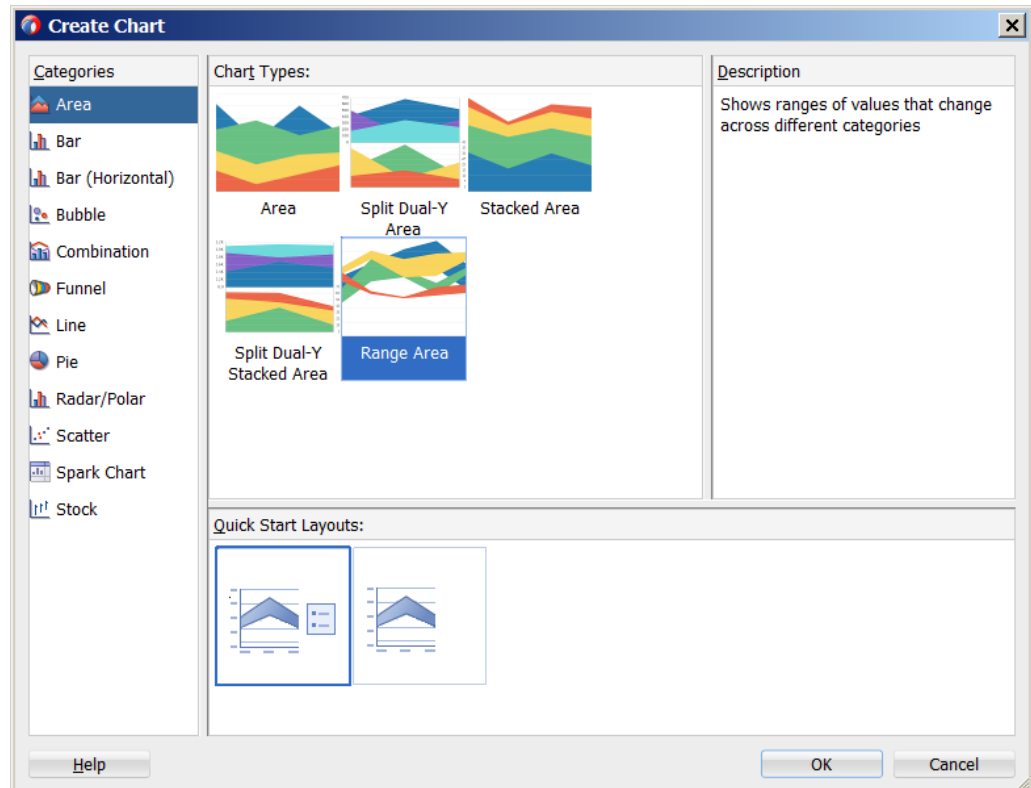 Create Chart
Categories
Area
Bar
Bar (Horizontal)
Bubble
Combination
Funnel
Line
Pie
Radar/Polar
Scatter
Spark Chart
Stock
Chart Types:
Area
Split Dual-Y
Area
Stacked Area
Split Dual-Y
Stacked Area
Range Area
Description
Shows ranges of values that change
across different categories
Quick Start Layouts:
Help
OK
Cancel